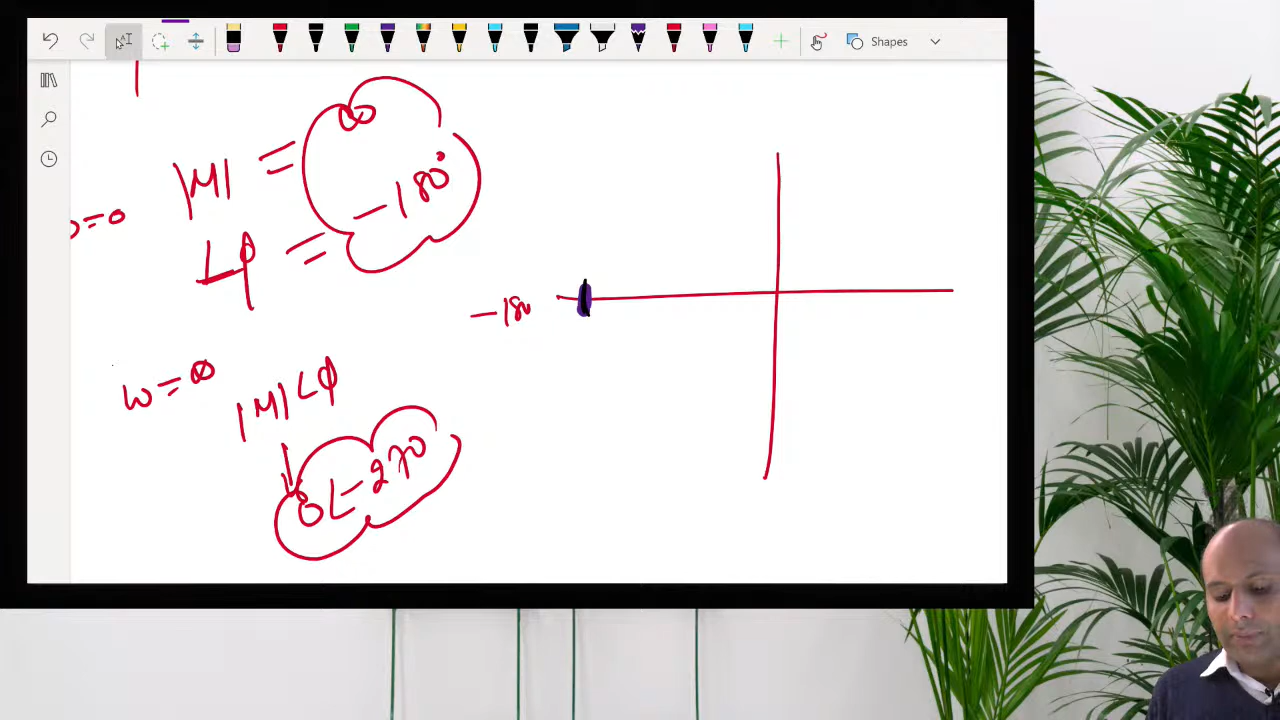 |M| = ∞
ω=0
∠φ = -180°
-180
ω=∞
|M|∠φ
0∠-270
Shapes